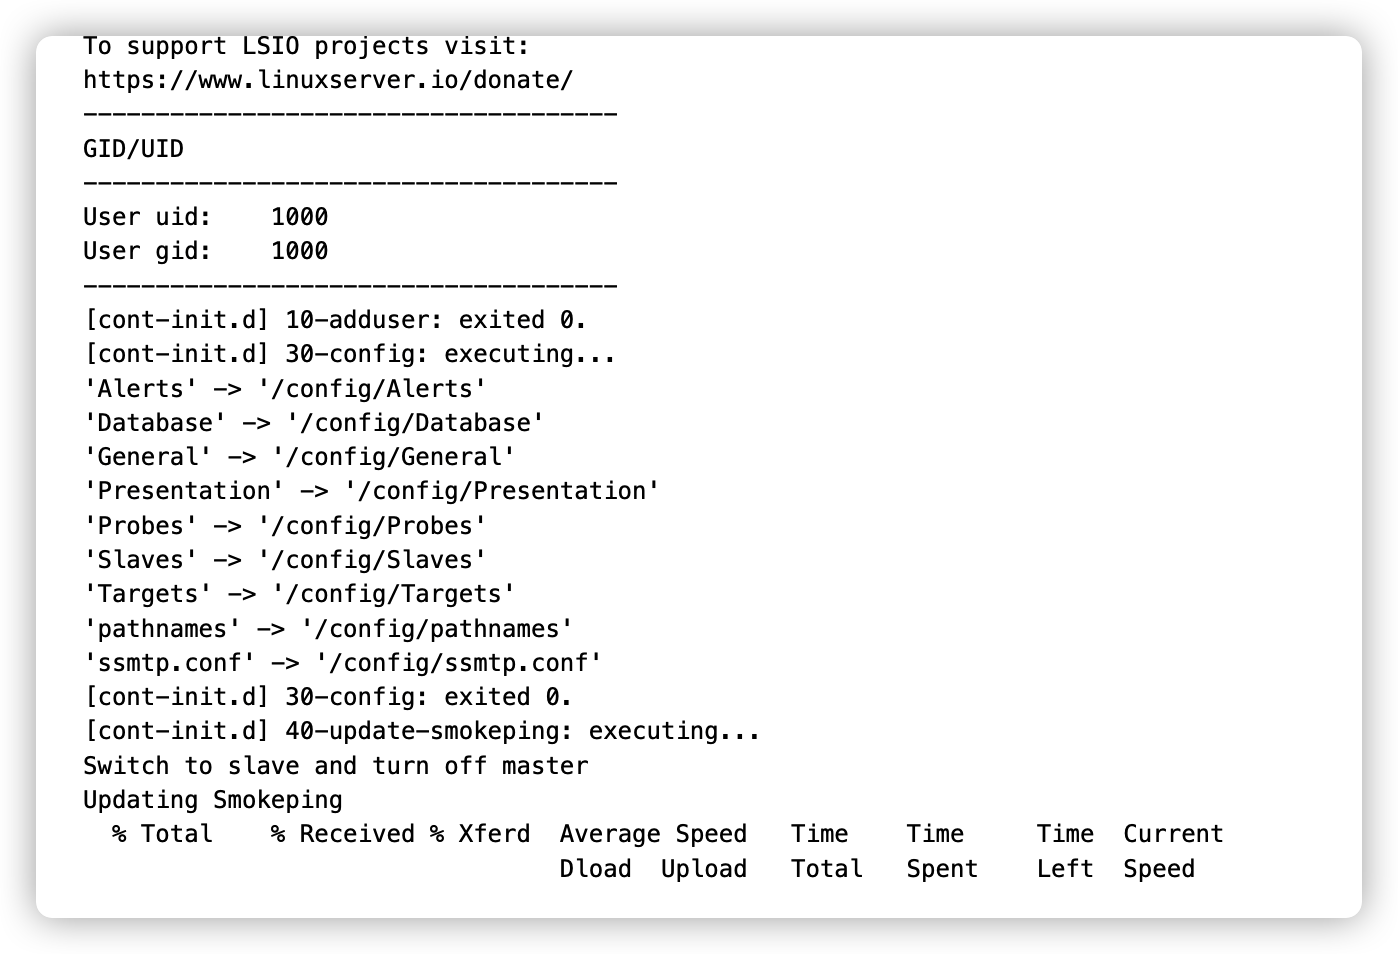 To support LSIO projects visit:
https://www.linuxserver.io/donate/
-------------------------------------
GID/UID
-------------------------------------
User uid:    1000
User gid:    1000
-------------------------------------
[cont-init.d] 10-adduser: exited 0.
[cont-init.d] 30-config: executing...
'Alerts' -> '/config/Alerts'
'Database' -> '/config/Database'
'General' -> '/config/General'
'Presentation' -> '/config/Presentation'
'Probes' -> '/config/Probes'
'Slaves' -> '/config/Slaves'
'Targets' -> '/config/Targets'
'pathnames' -> '/config/pathnames'
'ssmtp.conf' -> '/config/ssmtp.conf'
[cont-init.d] 30-config: exited 0.
[cont-init.d] 40-update-smokeping: executing...
Switch to slave and turn off master
Updating Smokeping
  % Total    % Received % Xferd  Average Speed   Time    Time     Time  Current
                                 Dload  Upload   Total   Spent    Left  Speed